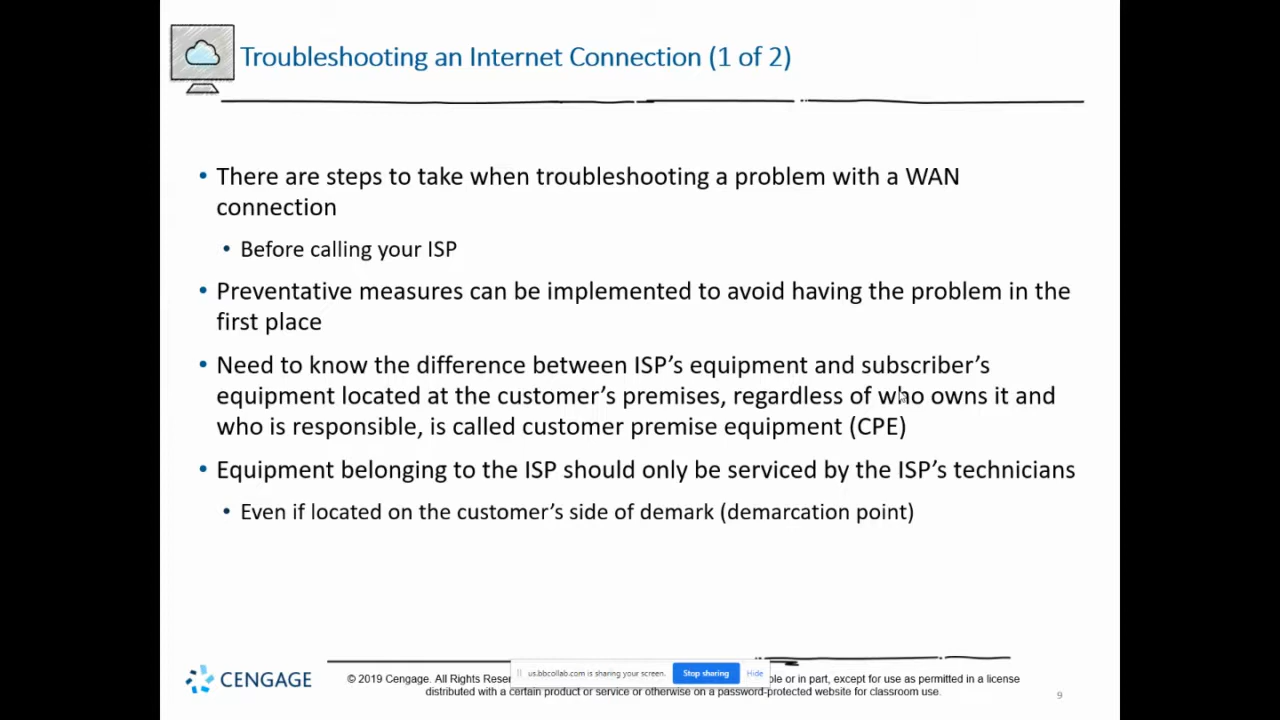 Troubleshooting an Internet Connection (1 of 2)
• There are steps to take when troubleshooting a problem with a WAN
connection
• Before calling your ISP
• Preventative measures can be implemented to avoid having the problem in the
first place
• Need to know the difference between ISP's equipment and subscriber's
equipment located at the customer's premises, regardless of who owns it and
who is responsible, is called customer premise equipment (CPE)
• Equipment belonging to the ISP should only be serviced by the ISP's technicians
• Even if located on the customer's side of demark (demarcation point)
CENGAGE
© 2019 Cengage. All Rights Reser
us.bbcollab.com is sharing your screen.
Stop sharing
Hide
or in part, except for use as permitted in a license
distributed with a certain product or service or otherwise on a password-protected website for classroom use.
9